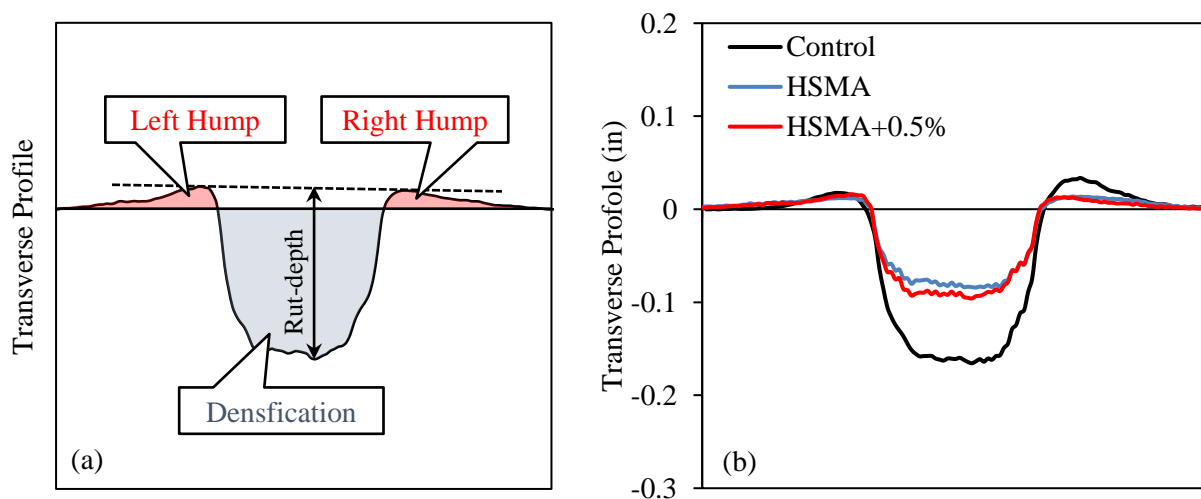 Transverse Profile
Left Hump
Right Hump
Rut-depth
Densfication
(a)
Transverse Profole (in)
0.2
0.1
0
-0.1
-0.2
-0.3
Control
HSMA
HSMA+0.5%
(b)